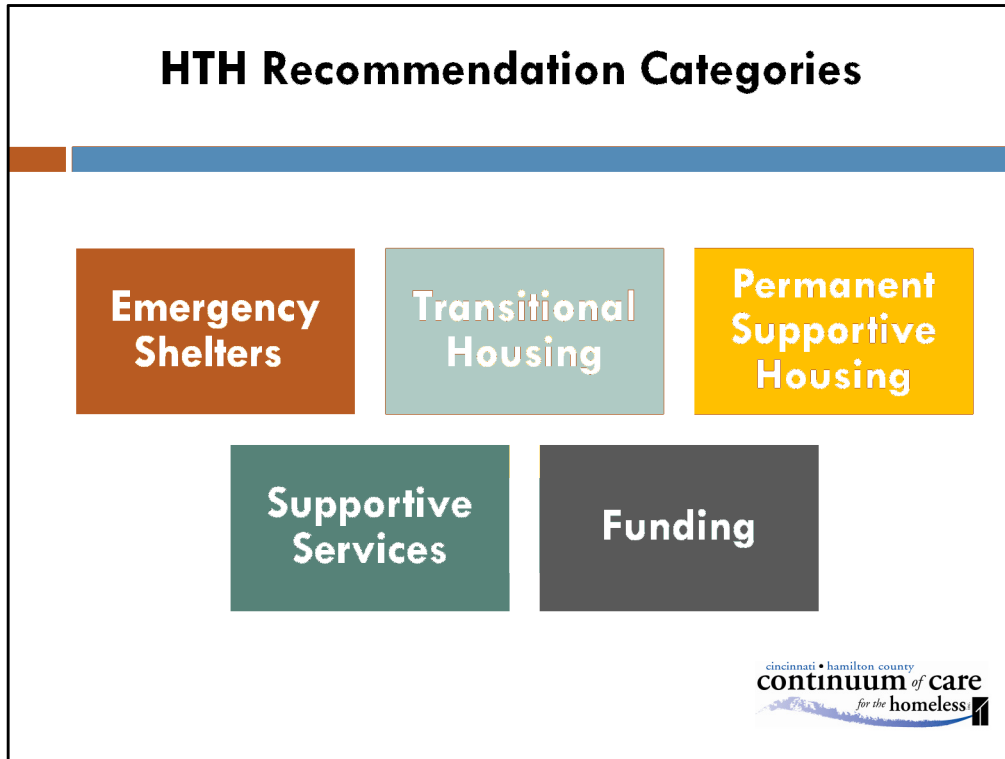 HTH Recommendation Categories
Emergency
Shelters
Transitional
Housing
Permanent
Supportive
Housing
Supportive
Services
Funding
cincinnati • hamilton county
continuum of care
for the homeless